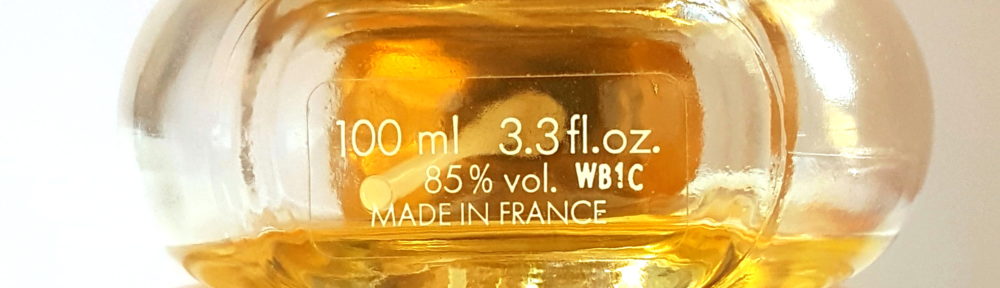 100 ml 3.3 fl.oz.
85% vol. WB1C
MADE IN FRANCE